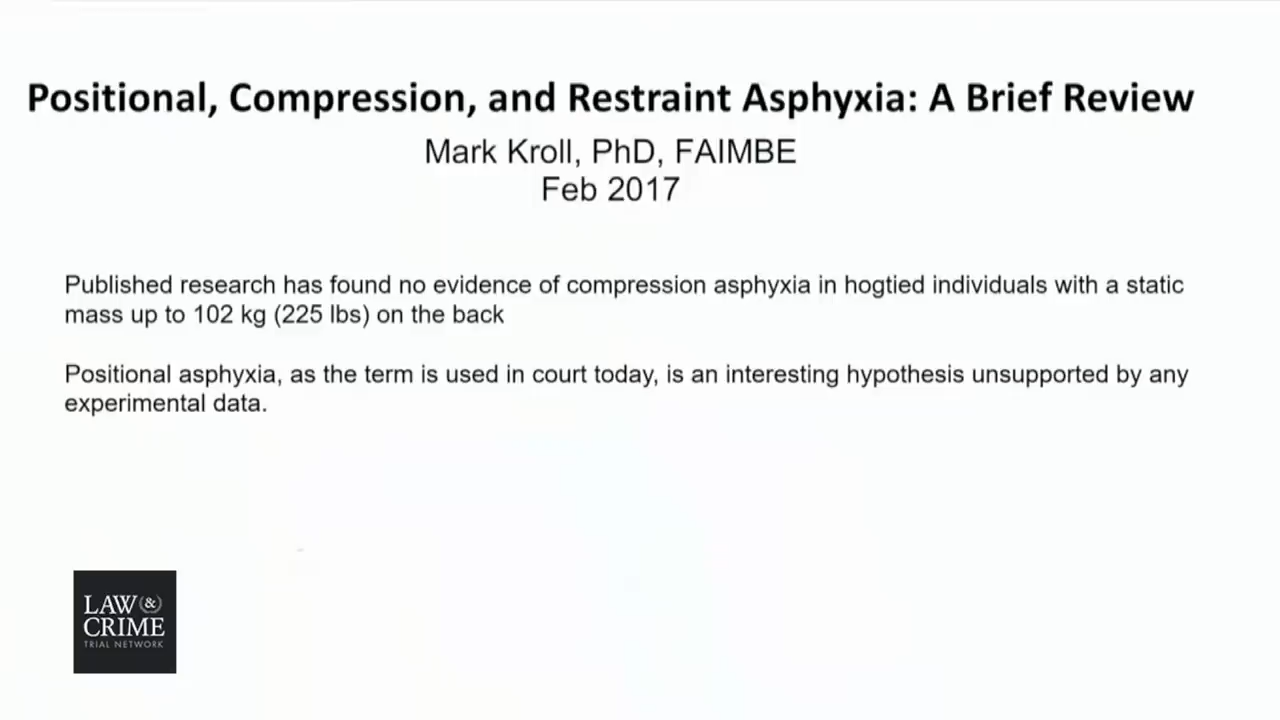 Positional, Compression, and Restraint Asphyxia: A Brief Review
Mark Kroll, PhD, FAIMBE
Feb 2017
Published research has found no evidence of compression asphyxia in hogtied individuals with a static
mass up to 102 kg (225 lbs) on the back
Positional asphyxia, as the term is used in court today, is an interesting hypothesis unsupported by any
experimental data.
LAW &
CRIME
TRIAL NETWORK